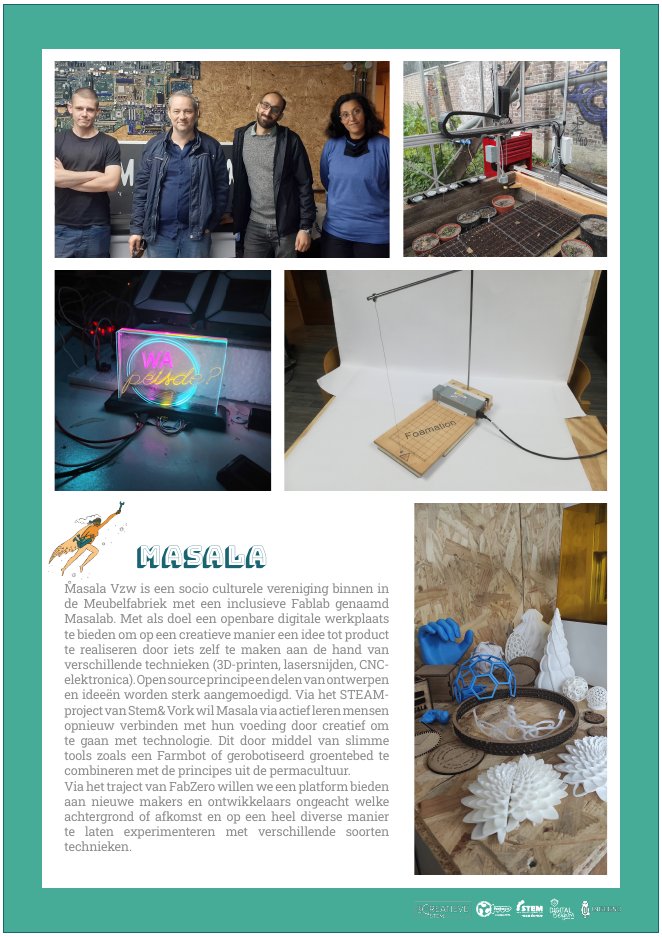 WA
peisde?
Foamation
MASALA
Masala Vzw is een socio culturele vereniging binnen in
de Meubelfabriek met een inclusieve Fablab genaamd
Masalab. Met als doel een openbare digitale werkplaats
te bieden om op een creatieve manier een idee tot product
te realiseren door iets zelf te maken aan de hand van
verschillende technieken (3D-printen, lasersnijden, CNC-
elektronica). Open source principe en delen van ontwerpen
en ideeën worden sterk aangemoedigd. Via het STEAM-
project van Stem& Vork wil Masala via actief leren mensen
opnieuw verbinden met hun voeding door creatief om
te gaan met technologie. Dit door middel van slimme
tools zoals een Farmbot of gerobotiseerd groentebed te
combineren met de principes uit de permacultuur.
Via het traject van FabZero willen we een platform bieden
aan nieuwe makers en ontwikkelaars ongeacht welke
achtergrond of afkomst en op een heel diverse manier
te laten experimenteren met verschillende soorten
technieken.
CREATIEVE
STEM
DIGITAL